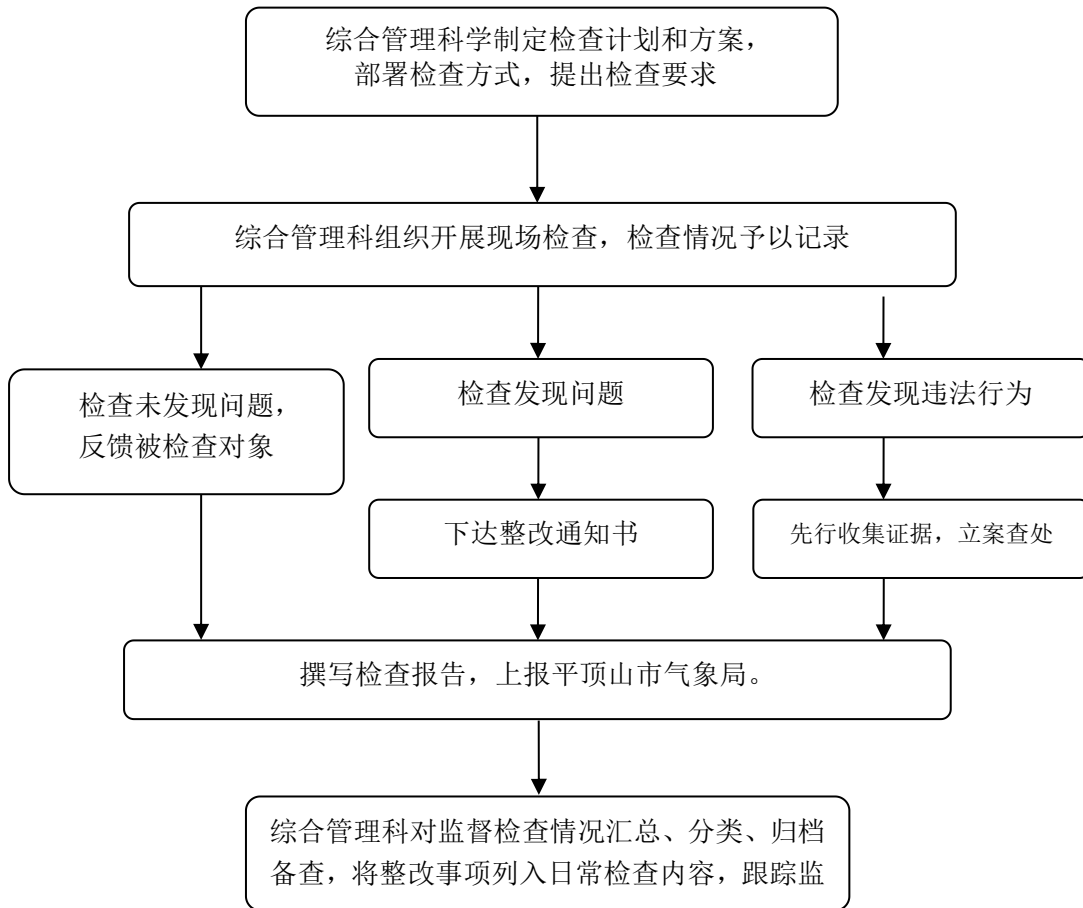 综合管理科学制定检查计划和方案，
部署检查方式，提出检查要求
综合管理科组织开展现场检查，检查情况予以记录
检查未发现问题，
反馈被检查对象
检查发现问题
检查发现违法行为
下达整改通知书
先行收集证据，立案查处
撰写检查报告，上报平顶山市气象局。
综合管理科对监督检查情况汇总、分类、归档
备查，将整改事项列入日常检查内容，跟踪监